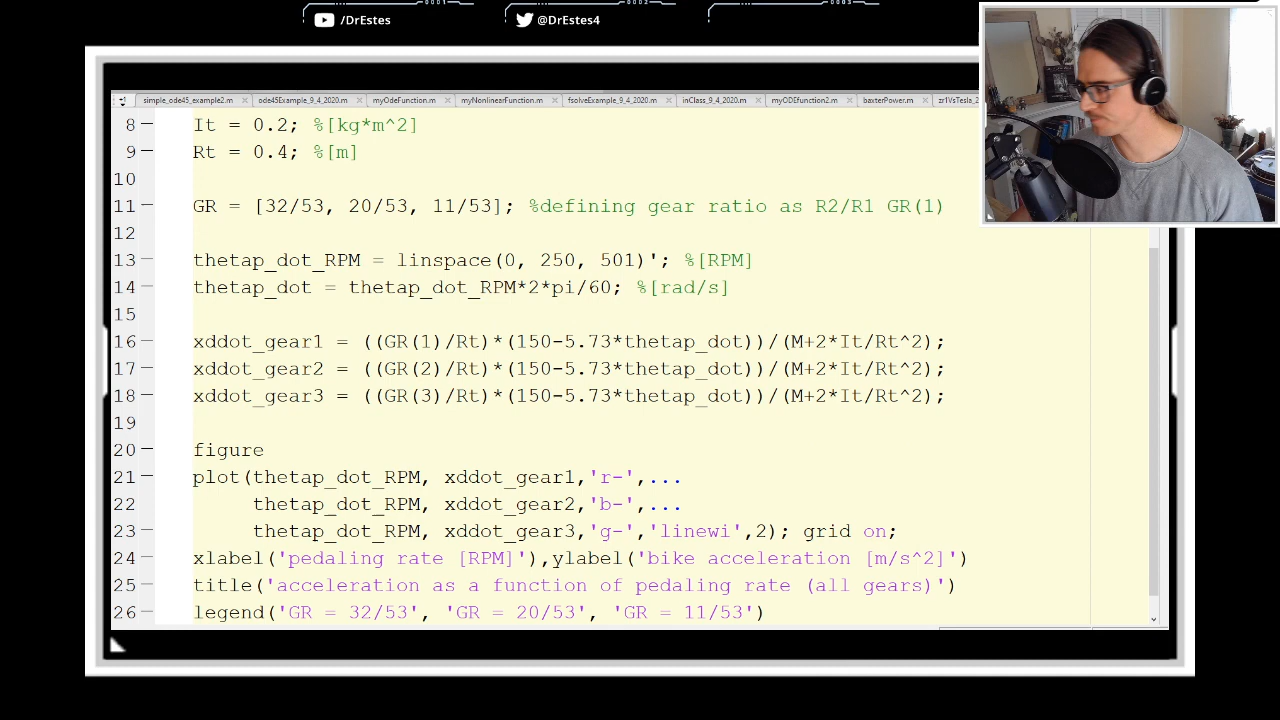 0001
0002
0003
/DrEstes
@DrEstes4
simple_ode45_example2.m
ode45Example_9_4_2020.m
myOdeFunction.m
myNonlinearFunction.m
fsolveExample_9_4_2020.m
inClass_9_4_2020.m
myODEfunction2.m
baxterPower.m
zr1VsTesla_2
8 It = 0.2; %[kg*m^2]
9 Rt = 0.4; %[m]
10
11 GR = [32/53, 20/53, 11/53]; %defining gear ratio as R2/R1 GR(1)
12
13 thetap_dot_RPM = linspace(0, 250, 501)'; %[RPM]
14 thetap_dot = thetap_dot_RPM*2*pi/60; %[rad/s]
15
16 xddot_gear1 = ((GR(1)/Rt)*(150-5.73*thetap_dot))/(M+2*It/Rt^2);
17 xddot_gear2 = ((GR(2)/Rt)*(150-5.73*thetap_dot))/(M+2*It/Rt^2);
18 xddot_gear3 = ((GR(3)/Rt)*(150-5.73*thetap_dot))/(M+2*It/Rt^2);
19
20 figure
21 plot(thetap_dot_RPM, xddot_gear1,'r-',...
22 thetap_dot_RPM, xddot_gear2,'b-',...
23 thetap_dot_RPM, xddot_gear3,'g-','linewi',2); grid on;
24 xlabel('pedaling rate [RPM]'),ylabel('bike acceleration [m/s^2]')
25 title('acceleration as a function of pedaling rate (all gears)')
26 legend('GR = 32/53', 'GR = 20/53', 'GR = 11/53')